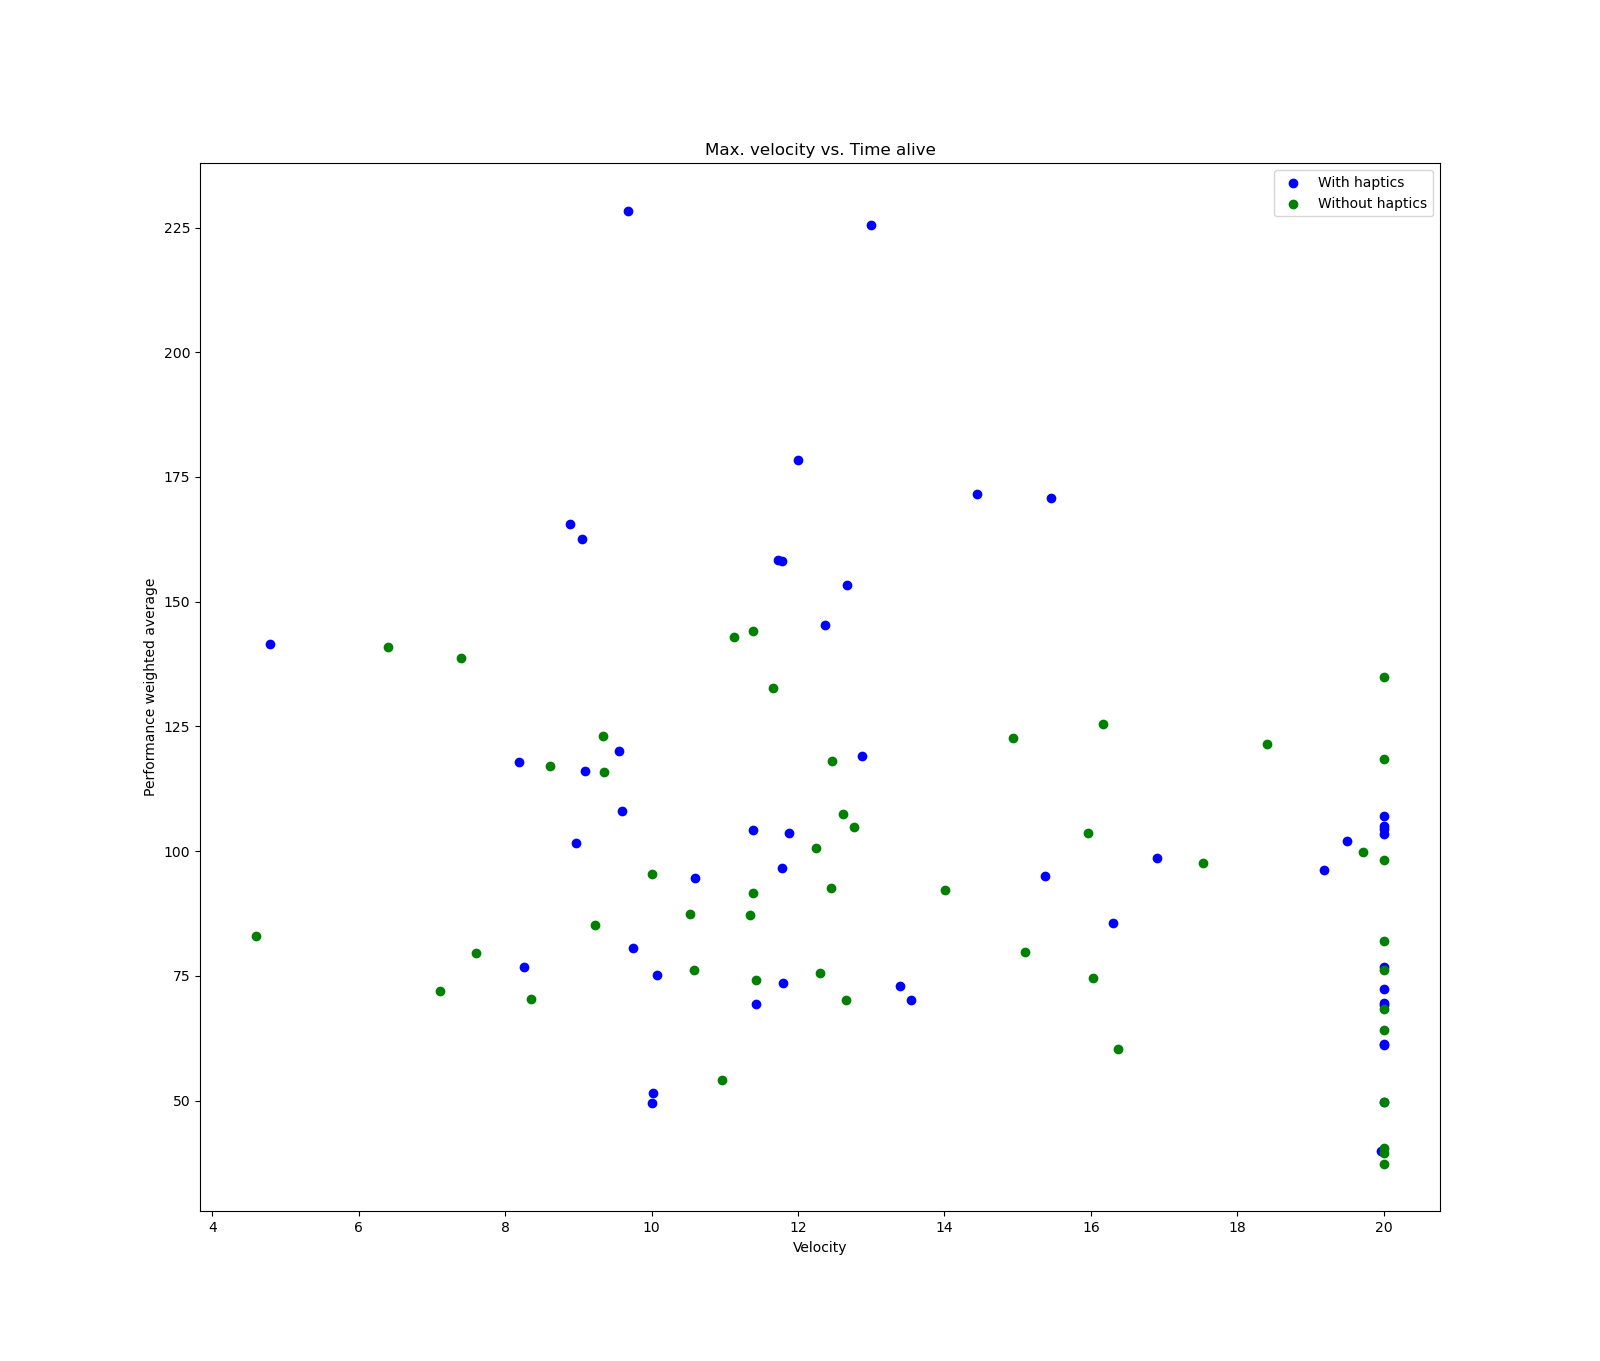 Max. velocity vs. Time alive
With haptics
Without haptics
225
200
175
150
125
100
75
50
Performance weighted average
4 6 8 10 12 14 16 18 20
Velocity